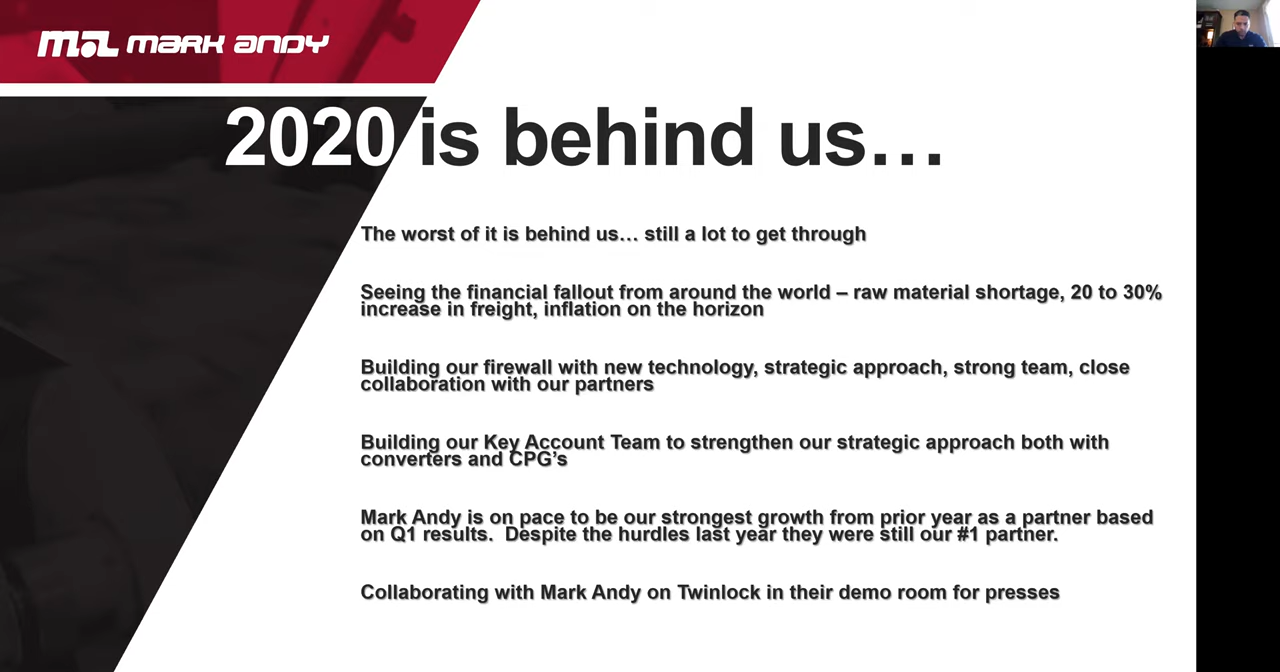 mai mark andy
2020 is behind us…
The worst of it is behind us… still a lot to get through
Seeing the financial fallout from around the world – raw material shortage, 20 to 30%
increase in freight, inflation on the horizon
Building our firewall with new technology, strategic approach, strong team, close
collaboration with our partners
Building our Key Account Team to strengthen our strategic approach both with
converters and CPG’s
Mark Andy is on pace to be our strongest growth from prior year as a partner based
on Q1 results.  Despite the hurdles last year they were still our #1 partner.
Collaborating with Mark Andy on Twinlock in their demo room for presses